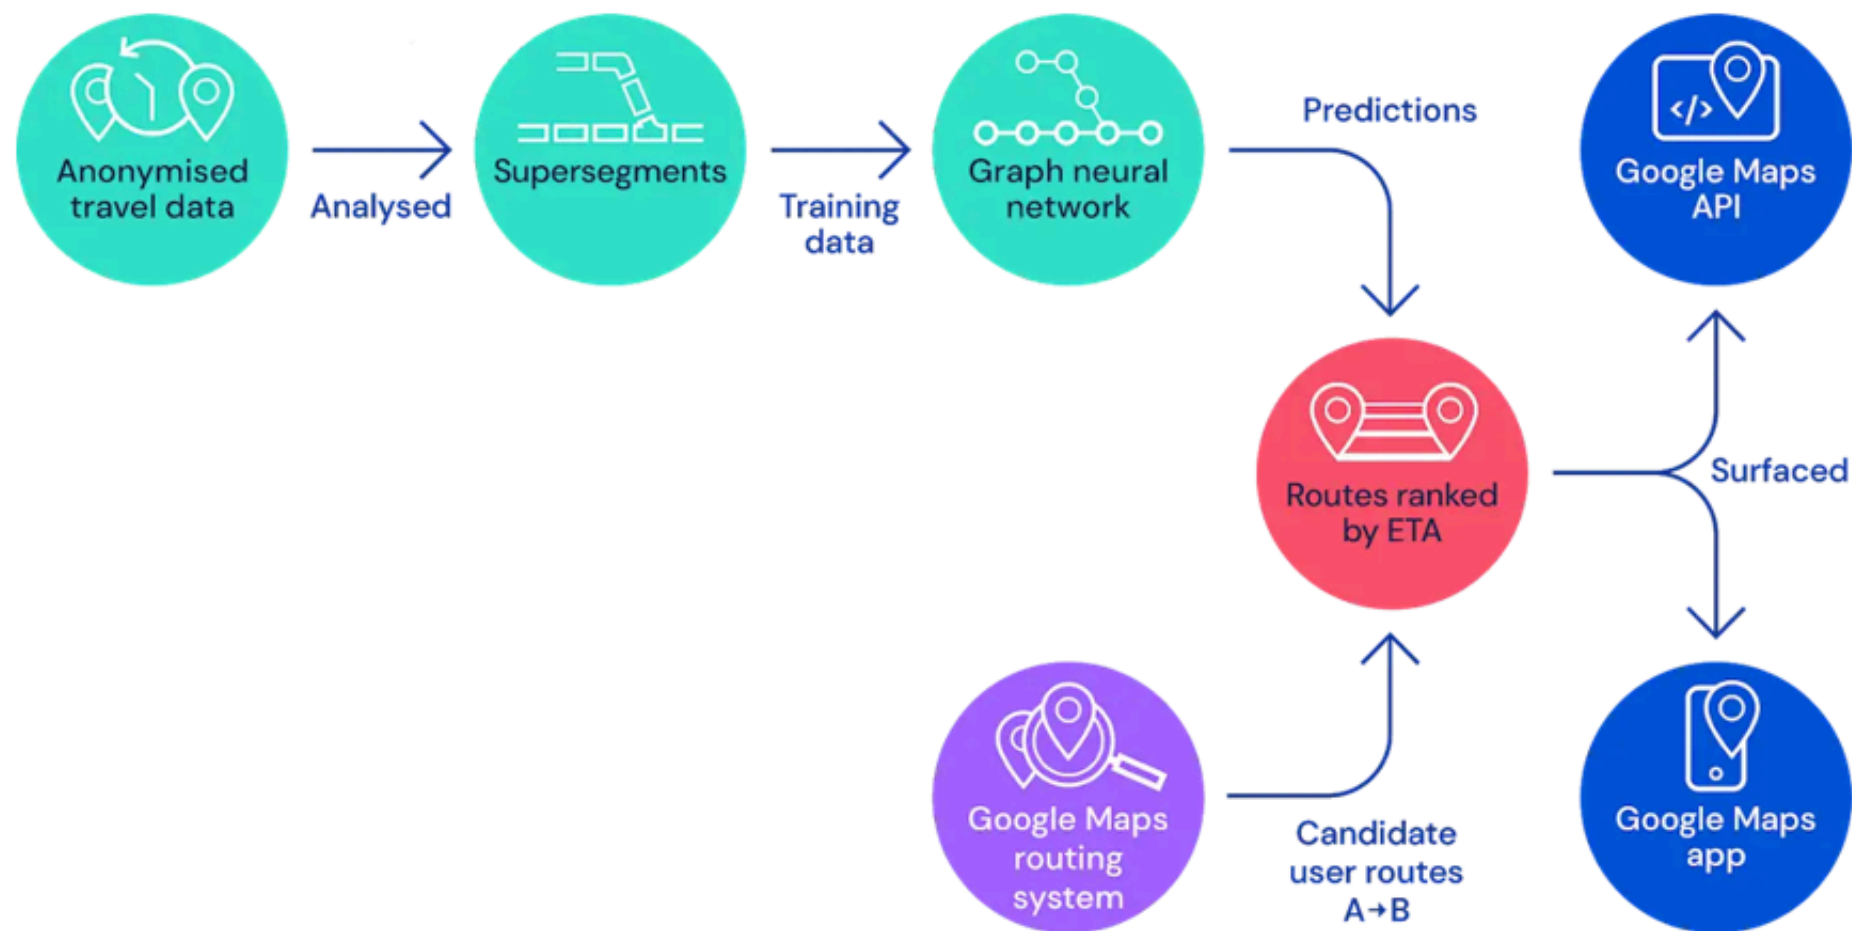 Anonymised
travel data
Analysed
Supersegments
Training
data
Graph neural
network
Predictions
</>
Google Maps
API
Routes ranked
by ETA
Surfaced
Google Maps
routing
system
Candidate
user routes
A→B
Google Maps
app